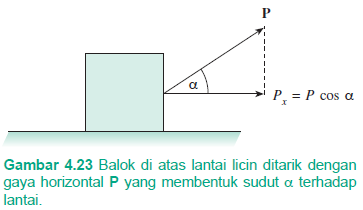 P
α
Pₓ = P cos α
Gambar 4.23 Balok di atas lantai licin ditarik dengan
gaya horizontal P yang membentuk sudut α terhadap
lantai.